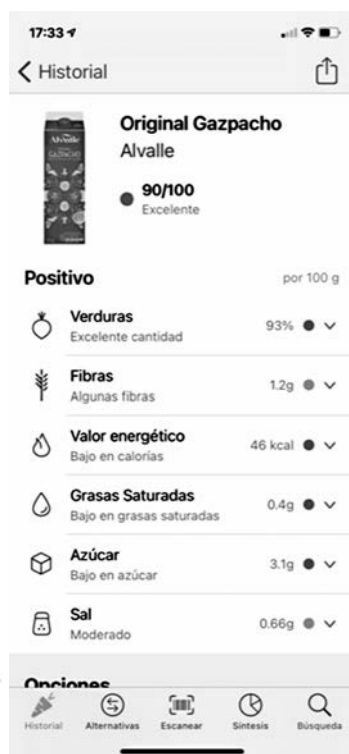 17:33
Historial
Original Gazpacho
Alvalle
90/100
Excelente
Positivo
por 100 g
Verduras
Excelente cantidad
93%
Fibras
Algunas fibras
1.2g
Valor energético
Bajo en calorías
46 kcal
Grasas Saturadas
Bajo en grasas saturadas
0.4g
Azúcar
Bajo en azúcar
3.1g
Sal
Moderado
0.66g
Opciones
Historial
Alternativas
Escanear
Síntesis
Búsqueda